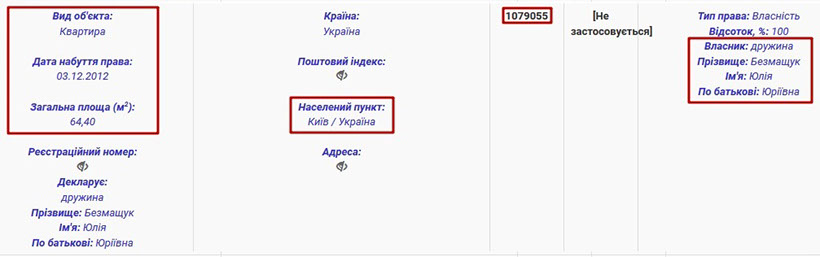 Вид об'єкта:
Квартира
Дата набуття права:
03.12.2012
Загальна площа (м²):
64,40
Реєстраційний номер:
Декларує:
дружина
Прізвище: Безмащук
Ім'я: Юлія
По батькові: Юріївна
Країна:
Україна
Поштовий індекс:
Населений пункт:
Київ / Україна
Адреса:
1079055
[Не
застосовується]
Тип права: Власність
Відсоток, %: 100
Власник: дружина
Прізвище: Безмащук
Ім'я: Юлія
По батькові: Юріївна